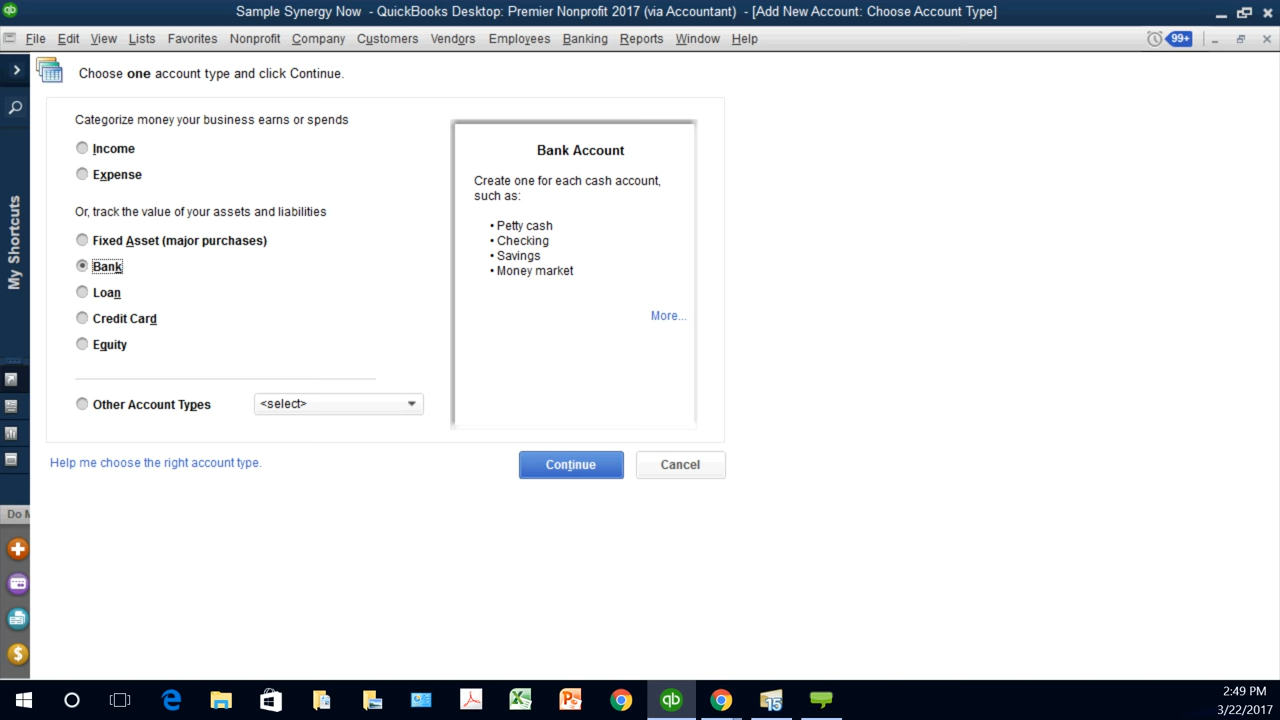 Sample Synergy Now - QuickBooks Desktop: Premier Nonprofit 2017 (via Accountant) - [Add New Account: Choose Account Type]
File Edit View Lists Favorites Nonprofit Company Customers Vendors Employees Banking Reports Window Help 99+
Choose one account type and click Continue.
Categorize money your business earns or spends
Income
Expense
Or, track the value of your assets and liabilities
Fixed Asset (major purchases)
Bank
Loan
Credit Card
Equity
Other Account Types <select>
Bank Account
Create one for each cash account,
such as:
• Petty cash
• Checking
• Savings
• Money market
More...
Help me choose the right account type.
Continue Cancel
My Shortcuts
Do M
qb
15
2:49 PM
3/22/2017